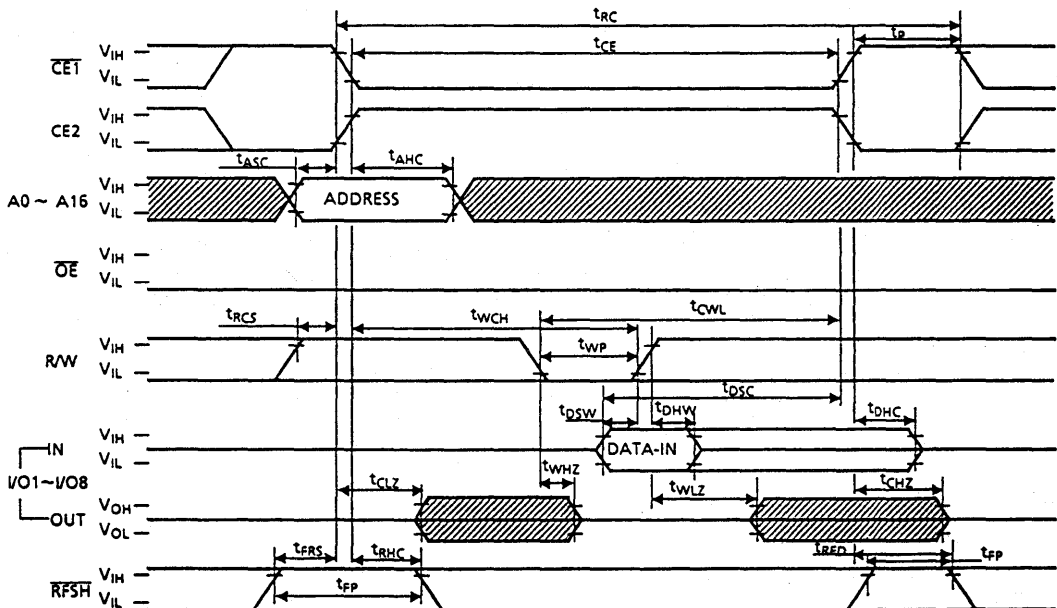 tRC
tCE
tP
CE1
VIH
VIL
CE2
VIH
VIL
tASC
tAHC
A0 ~ A16
VIH
VIL
ADDRESS
OE
VIH
VIL
tRCS
tWCH
tCWL
R/W
VIH
VIL
tWP
tDSC
tDSW
tDHW
tDHC
IN
VIH
VIL
DATA-IN
I/O1~I/O8
tCLZ
tWHZ
tWLZ
tCHZ
OUT
VOH
VOL
tFRS
tRHC
tRFD
tFP
RFSH
VIH
VIL
tFP